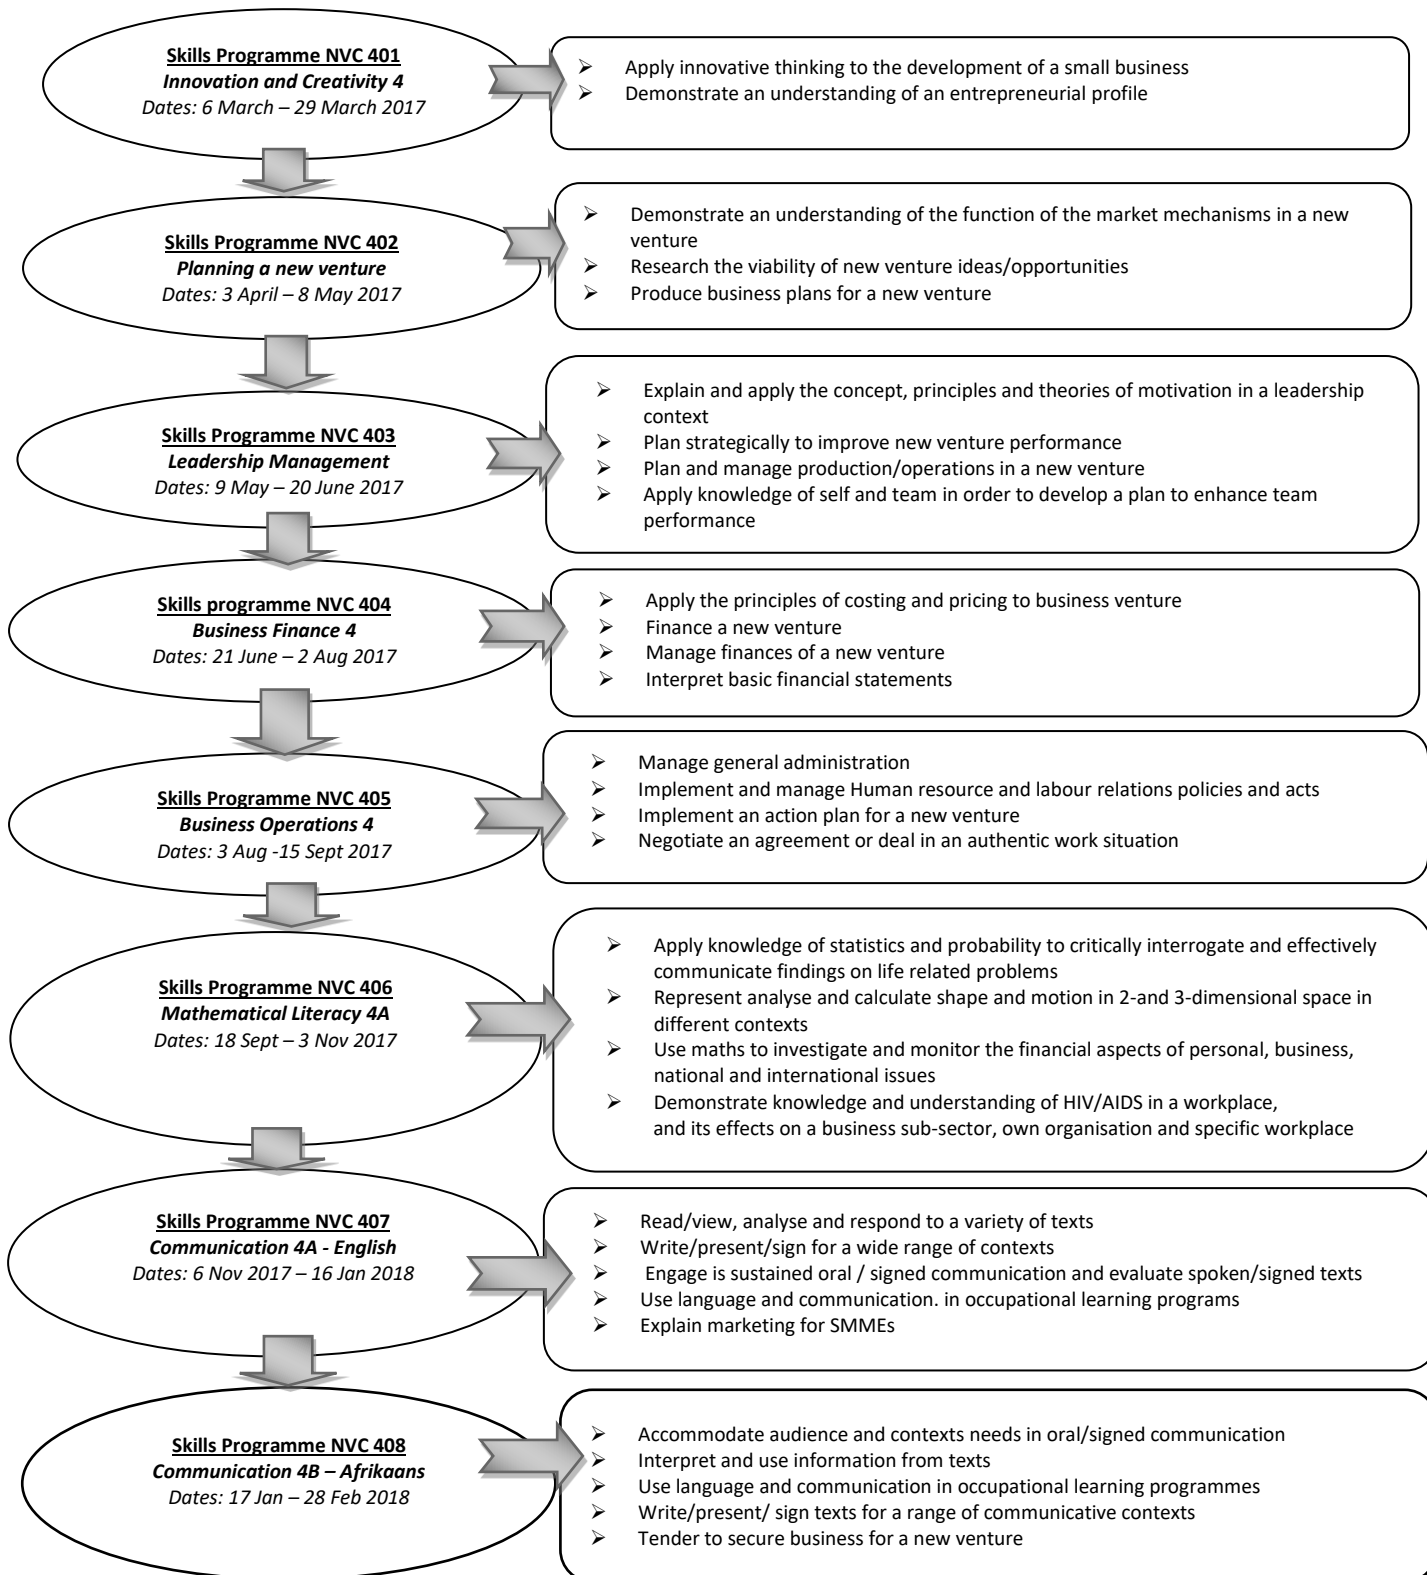 Skills Programme NVC 401
Innovation and Creativity 4
Dates: 6 March – 29 March 2017
➢ Apply innovative thinking to the development of a small business
➢ Demonstrate an understanding of an entrepreneurial profile
Skills Programme NVC 402
Planning a new venture
Dates: 3 April – 8 May 2017
➢ Demonstrate an understanding of the function of the market mechanisms in a new
venture
➢ Research the viability of new venture ideas/opportunities
➢ Produce business plans for a new venture
Skills Programme NVC 403
Leadership Management
Dates: 9 May – 20 June 2017
➢ Explain and apply the concept, principles and theories of motivation in a leadership
context
➢ Plan strategically to improve new venture performance
➢ Plan and manage production/operations in a new venture
➢ Apply knowledge of self and team in order to develop a plan to enhance team
performance
Skills programme NVC 404
Business Finance 4
Dates: 21 June – 2 Aug 2017
➢ Apply the principles of costing and pricing to business venture
➢ Finance a new venture
➢ Manage finances of a new venture
➢ Interpret basic financial statements
Skills Programme NVC 405
Business Operations 4
Dates: 3 Aug -15 Sept 2017
➢ Manage general administration
➢ Implement and manage Human resource and labour relations policies and acts
➢ Implement an action plan for a new venture
➢ Negotiate an agreement or deal in an authentic work situation
Skills Programme NVC 406
Mathematical Literacy 4A
Dates: 18 Sept – 3 Nov 2017
➢ Apply knowledge of statistics and probability to critically interrogate and effectively
communicate findings on life related problems
➢ Represent analyse and calculate shape and motion in 2-and 3-dimensional space in
different contexts
➢ Use maths to investigate and monitor the financial aspects of personal, business,
national and international issues
➢ Demonstrate knowledge and understanding of HIV/AIDS in a workplace,
and its effects on a business sub-sector, own organisation and specific workplace
Skills Programme NVC 407
Communication 4A - English
Dates: 6 Nov 2017 – 16 Jan 2018
➢ Read/view, analyse and respond to a variety of texts
➢ Write/present/sign for a wide range of contexts
➢ Engage is sustained oral / signed communication and evaluate spoken/signed texts
➢ Use language and communication. in occupational learning programs
➢ Explain marketing for SMMEs
Skills Programme NVC 408
Communication 4B – Afrikaans
Dates: 17 Jan – 28 Feb 2018
➢ Accommodate audience and contexts needs in oral/signed communication
➢ Interpret and use information from texts
➢ Use language and communication in occupational learning programmes
➢ Write/present/ sign texts for a range of communicative contexts
➢ Tender to secure business for a new venture